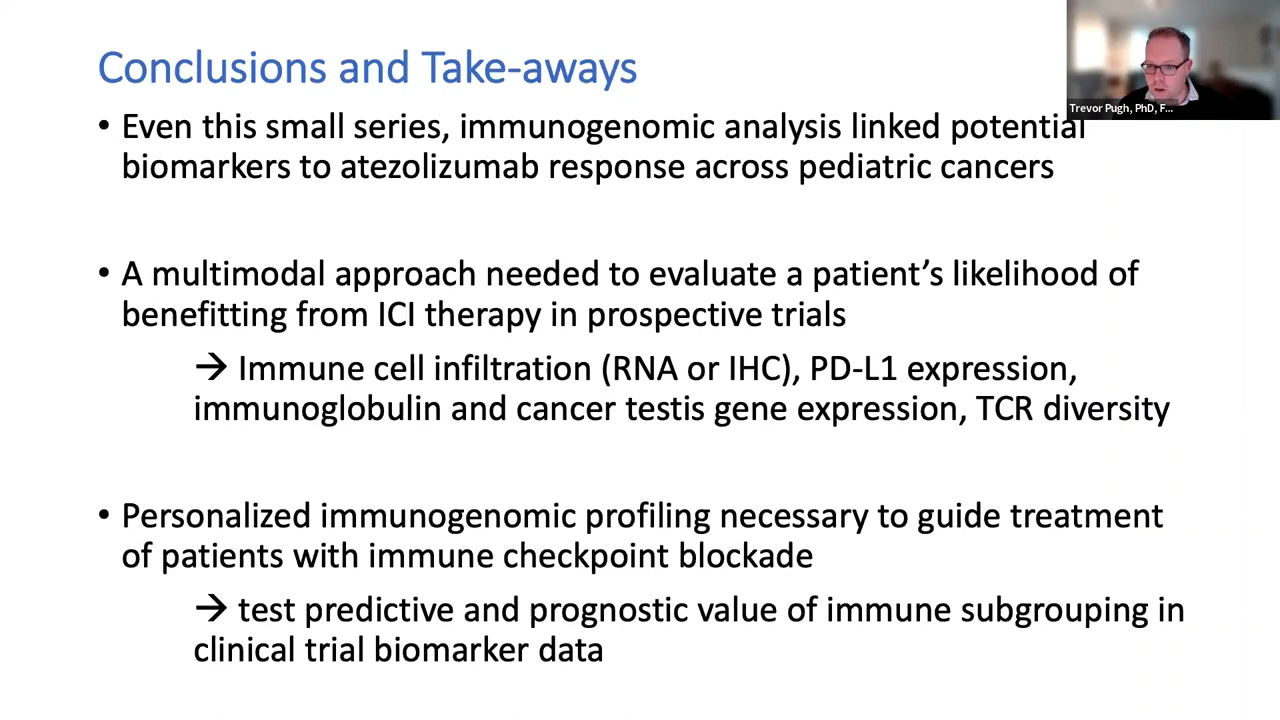 Conclusions and Take-aways
Trevor Pugh, PhD, F...
• Even this small series, immunogenomic analysis linked potential
biomarkers to atezolizumab response across pediatric cancers
• A multimodal approach needed to evaluate a patient’s likelihood of
benefitting from ICI therapy in prospective trials
→ Immune cell infiltration (RNA or IHC), PD-L1 expression,
immunoglobulin and cancer testis gene expression, TCR diversity
• Personalized immunogenomic profiling necessary to guide treatment
of patients with immune checkpoint blockade
→ test predictive and prognostic value of immune subgrouping in
clinical trial biomarker data